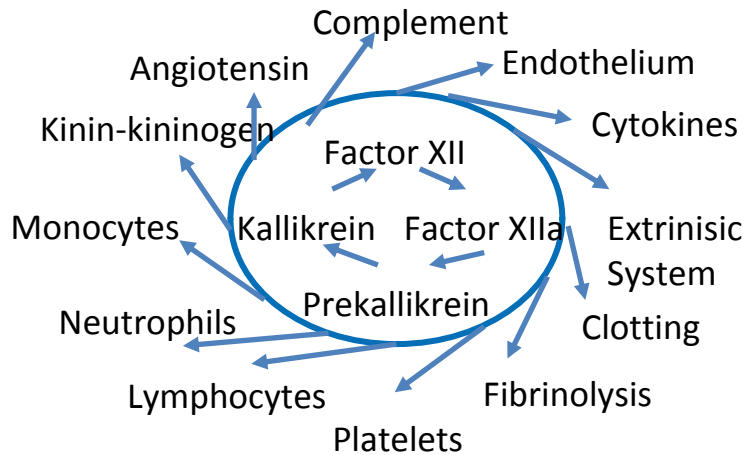 Complement
Angiotensin
Endothelium
Kinin-kininogen
Cytokines
Factor XII
Monocytes
Kallikrein
Factor XIIa
Extrinisic
System
Prekallikrein
Neutrophils
Clotting
Lymphocytes
Fibrinolysis
Platelets